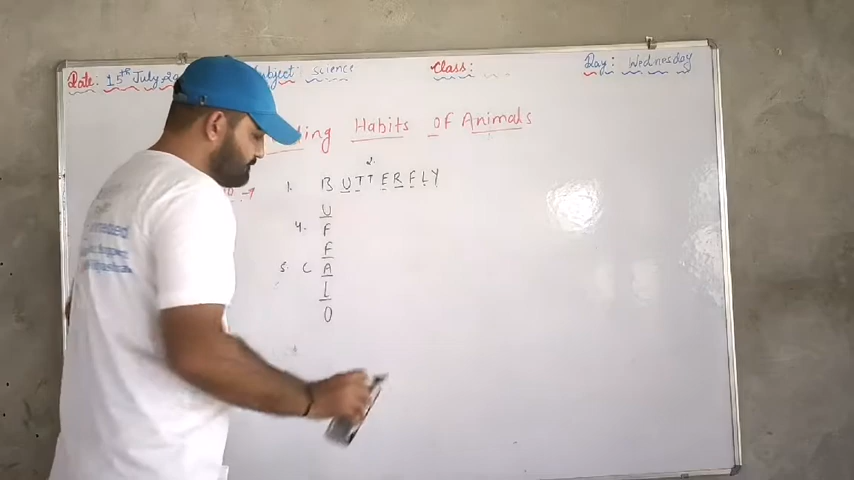 Date: 15th July, Subject: Science Class: Day: Wednesday
Habits of Animals
2.
1. BUTTERFLY
U
4. F
F
5. C A
L
O